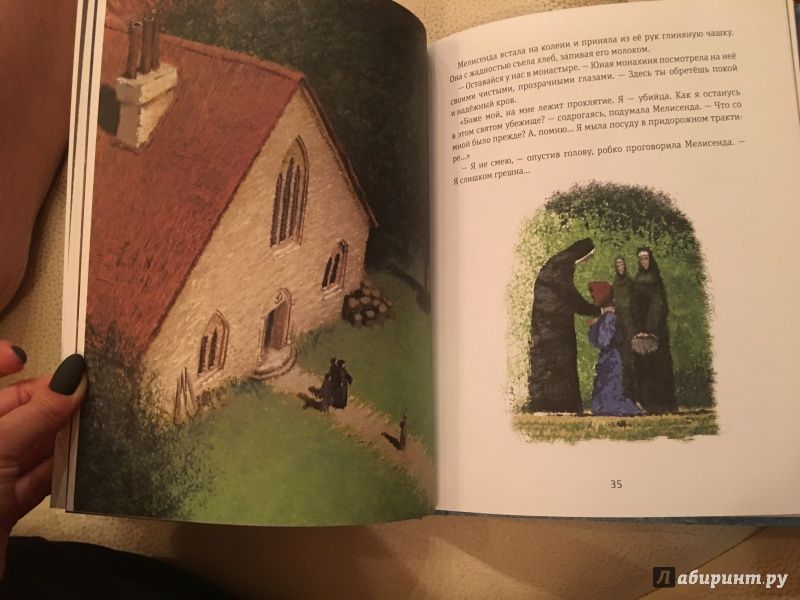 Мелисенда встала на колени и приняла из её рук глиняную чашку.
Она с жадностью съела хлеб, запивая его молоком.
— Оставайся у нас в монастыре. — Юная монахиня посмотрела на неё
своими чистыми, прозрачными глазами. — Здесь ты обретёшь покой
и надёжный кров.
«Боже мой, на мне лежит проклятие. Я — убийца. Как я останусь
в этом святом убежище? — содрогаясь, подумала Мелисенда. — Что со
мной было прежде? А, помню... Я мыла посуду в придорожном тракти-
ре...»
— Я не смею, — опустив голову, робко проговорила Мелисенда. —
Я слишком грешна...
35
Лабиринт.ру